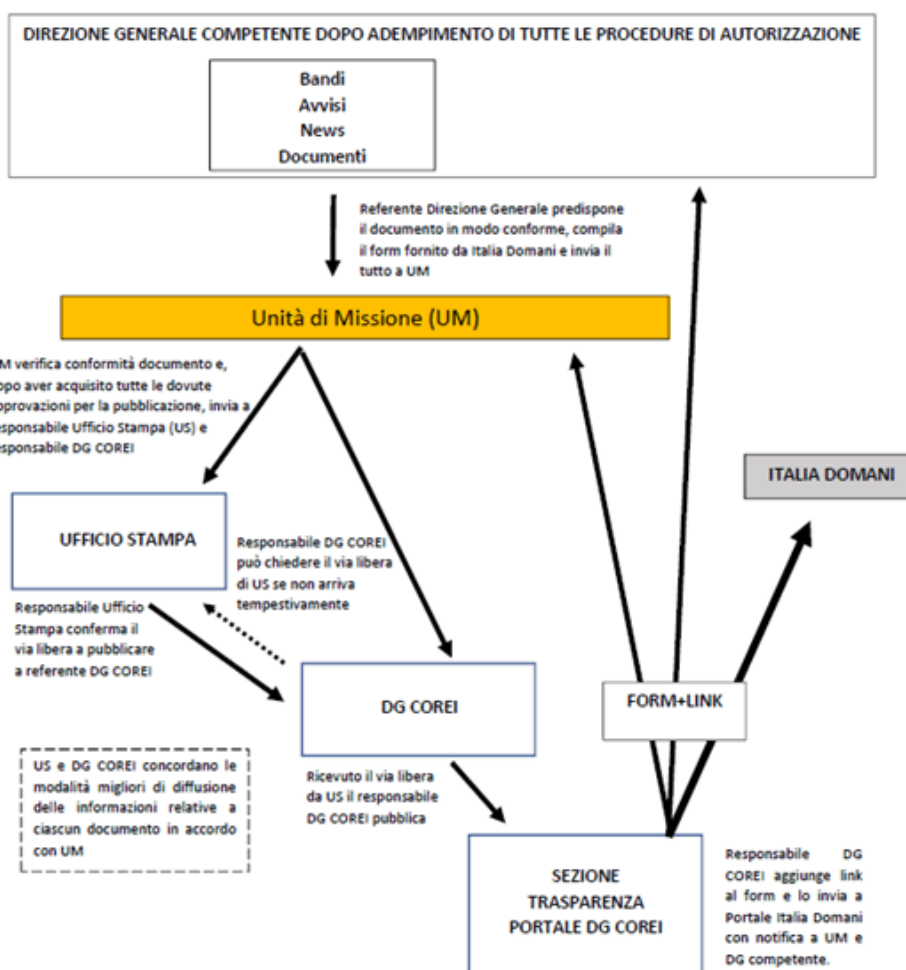 DIREZIONE GENERALE COMPETENTE DOPO ADEMPIMENTO DI TUTTE LE PROCEDURE DI AUTORIZZAZIONE
Bandi
Avvisi
News
Documenti
Referente Direzione Generale predispone
il documento in modo conforme, compila
il form fornito da Italia Domani e invia il
tutto a UM
Unità di Missione (UM)
M verifica conformità documento e,
opo aver acquisito tutte le dovute
pprovazioni per la pubblicazione, invia a
esponsabile Ufficio Stampa (US) e
esponsabile DG COREI
ITALIA DOMANI
UFFICIO STAMPA
Responsabile DG COREI
può chiedere il via libera
di US se non arriva
tempestivamente
Responsabile Ufficio
Stampa conferma il
via libera a pubblicare
a referente DG COREI
DG COREI
FORM+LINK
US e DG COREI concordano le
modalità migliori di diffusione
delle informazioni relative a
ciascun documento in accordo
con UM
Ricevuto il via libera
da US il responsabile
DG COREI pubblica
SEZIONE
TRASPARENZA
PORTALE DG COREI
Responsabile DG
COREI aggiunge link
al form e lo invia a
Portale Italia Domani
con notifica a UM e
DG competente.